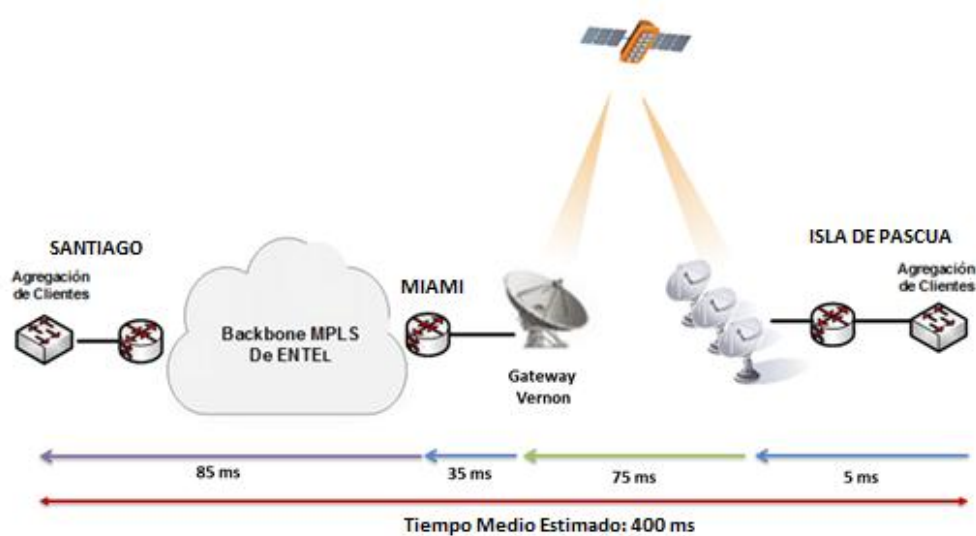 SANTIAGO
Agregación
de Clientes
Backbone MPLS
De ENTEL
MIAMI
Gateway
Vernon
ISLA DE PASCUA
Agregación
de Clientes
85 ms
35 ms
75 ms
5 ms
Tiempo Medio Estimado: 400 ms